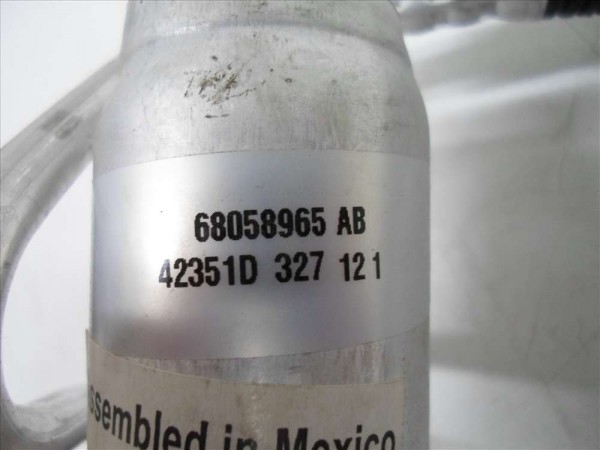 68058965 AB
42351D 327 12 1
ssembled in Mexico